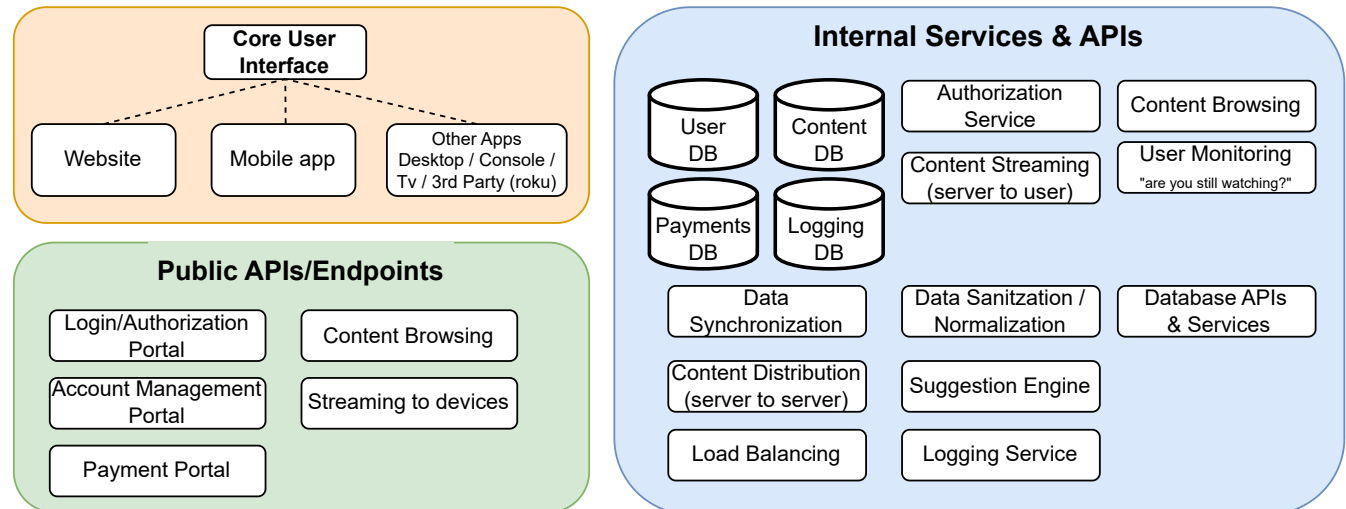 Core User
Interface
Website
Mobile app
Other Apps
Desktop / Console /
Tv / 3rd Party (roku)
Public APIs/Endpoints
Login/Authorization
Portal
Content Browsing
Account Management
Portal
Streaming to devices
Payment Portal
Internal Services & APIs
User
DB
Content
DB
Authorization
Service
Content Browsing
Content Streaming
(server to user)
User Monitoring
"are you still watching?"
Payments
DB
Logging
DB
Data
Synchronization
Data Sanitzation /
Normalization
Database APIs
& Services
Content Distribution
(server to server)
Suggestion Engine
Load Balancing
Logging Service